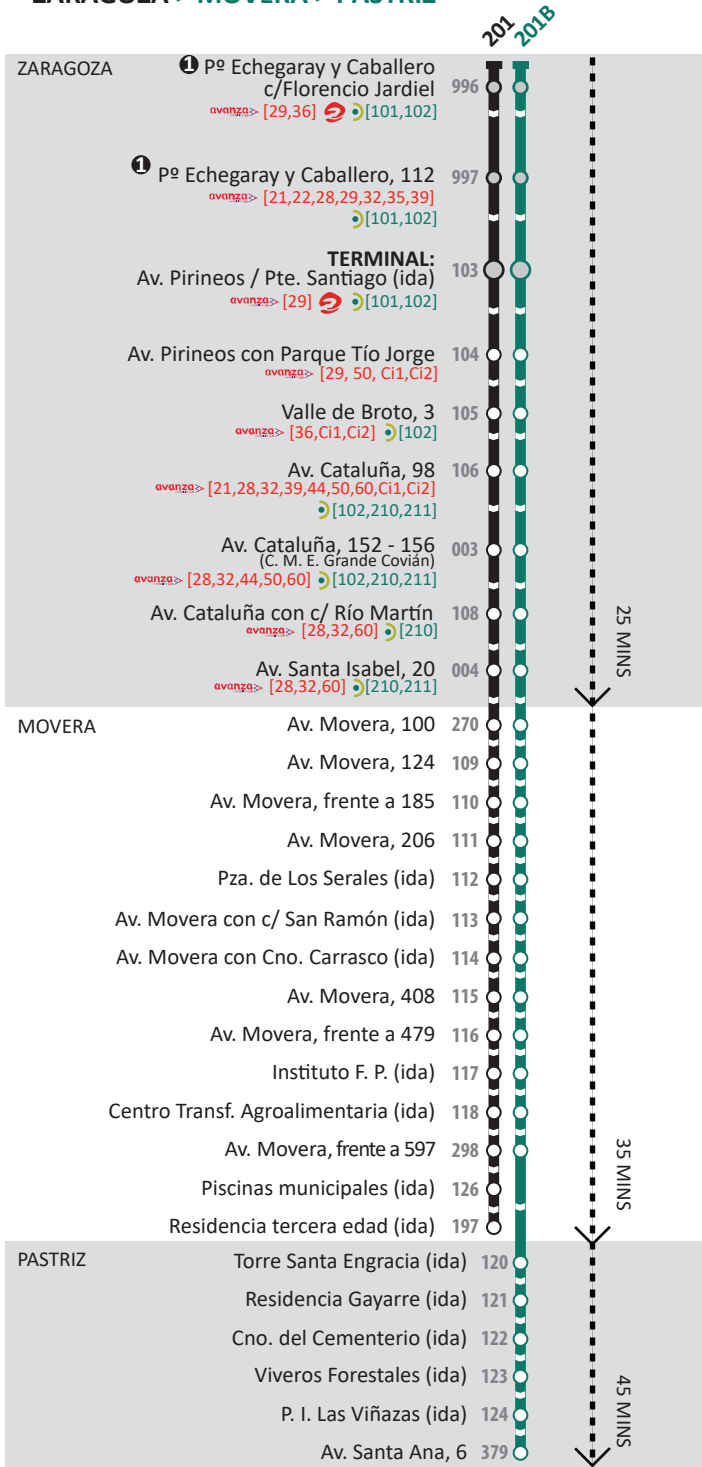 ZARAGOZA > MOVERA > PASTRIZ
201 201B
ZARAGOZA
❶ Pº Echegaray y Caballero
c/Florencio Jardiel 996
avanza> [29,36] [101,102]
❶ Pº Echegaray y Caballero, 112 997
avanza> [21,22,28,29,32,35,39]
[101,102]
TERMINAL:
Av. Pirineos / Pte. Santiago (ida) 103
avanza> [29] [101,102]
Av. Pirineos con Parque Tío Jorge 104
avanza> [29, 50, Ci1,Ci2]
Valle de Broto, 3 105
avanza> [36,Ci1,Ci2] [102]
Av. Cataluña, 98 106
avanza> [21,28,32,39,44,50,60,Ci1,Ci2]
[102,210,211]
Av. Cataluña, 152 - 156 003
(C. M. E. Grande Covián)
avanza> [28,32,44,50,60] [102,210,211]
Av. Cataluña con c/ Río Martín 108
avanza> [28,32,60] [210]
Av. Santa Isabel, 20 004
avanza> [28,32,60] [210,211]
25 MINS
MOVERA
Av. Movera, 100 270
Av. Movera, 124 109
Av. Movera, frente a 185 110
Av. Movera, 206 111
Pza. de Los Serales (ida) 112
Av. Movera con c/ San Ramón (ida) 113
Av. Movera con Cno. Carrasco (ida) 114
Av. Movera, 408 115
Av. Movera, frente a 479 116
Instituto F. P. (ida) 117
Centro Transf. Agroalimentaria (ida) 118
Av. Movera, frente a 597 298
Piscinas municipales (ida) 126
Residencia tercera edad (ida) 197
35 MINS
PASTRIZ
Torre Santa Engracia (ida) 120
Residencia Gayarre (ida) 121
Cno. del Cementerio (ida) 122
Viveros Forestales (ida) 123
P. I. Las Viñazas (ida) 124
Av. Santa Ana, 6 379
45 MINS